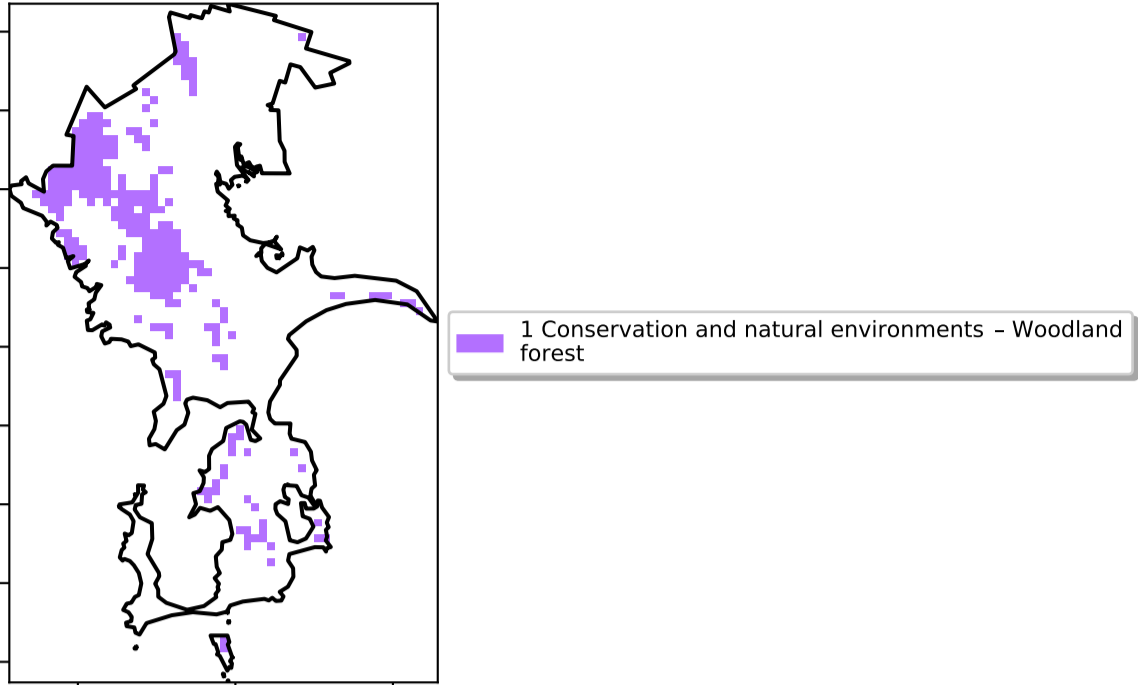 1 Conservation and natural environments – Woodland
forest